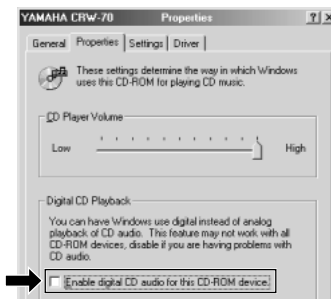 YAMAHA CRW-70 Properties ? X
General Properties Settings Driver
These settings determine the way in which Windows
uses this CD-ROM for playing CD music.
CD Player Volume
Low High
Digital CD Playback
You can have Windows use digital instead of analog
playback of CD audio. This feature may not work with all
CD-ROM devices, disable if you are having problems with
CD audio.
Enable digital CD audio for this CD-ROM device.